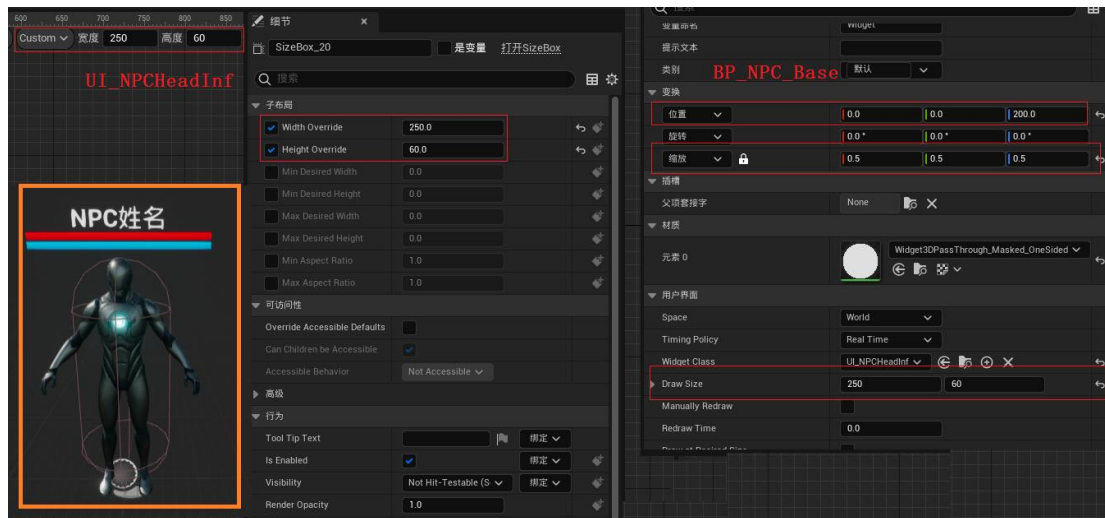 600 650 700 750 800 850
Custom 宽度 250 高度 60
UI_NPCHeadInf
NPC姓名
细节 ×
SizeBox_20 是变量 打开SizeBox
搜索
子布局
Width Override 250.0
Height Override 60.0
Min Desired Width 0.0
Min Desired Height 0.0
Max Desired Width 0.0
Max Desired Height 0.0
Min Aspect Ratio 1.0
Max Aspect Ratio 1.0
可访问性
Override Accessible Defaults
Can Children be Accessible
Accessible Behavior Not Accessible
高级
行为
Tool Tip Text 绑定
Is Enabled 绑定
Visibility Not Hit-Testable (S 绑定
Render Opacity 1.0
变量命名 Widget
提示文本
类别 默认
BP_NPC_Base
变换
位置 0.0 0.0 200.0
旋转 0.0° 0.0° 0.0°
缩放 0.5 0.5 0.5
插槽
父项套接字 None
材质
元素 0 Widget3DPassThrough_Masked_OneSided
用户界面
Space World
Timing Policy Real Time
Widget Class UI_NPCHeadInf
Draw Size 250 60
Manually Redraw
Redraw Time 0.0